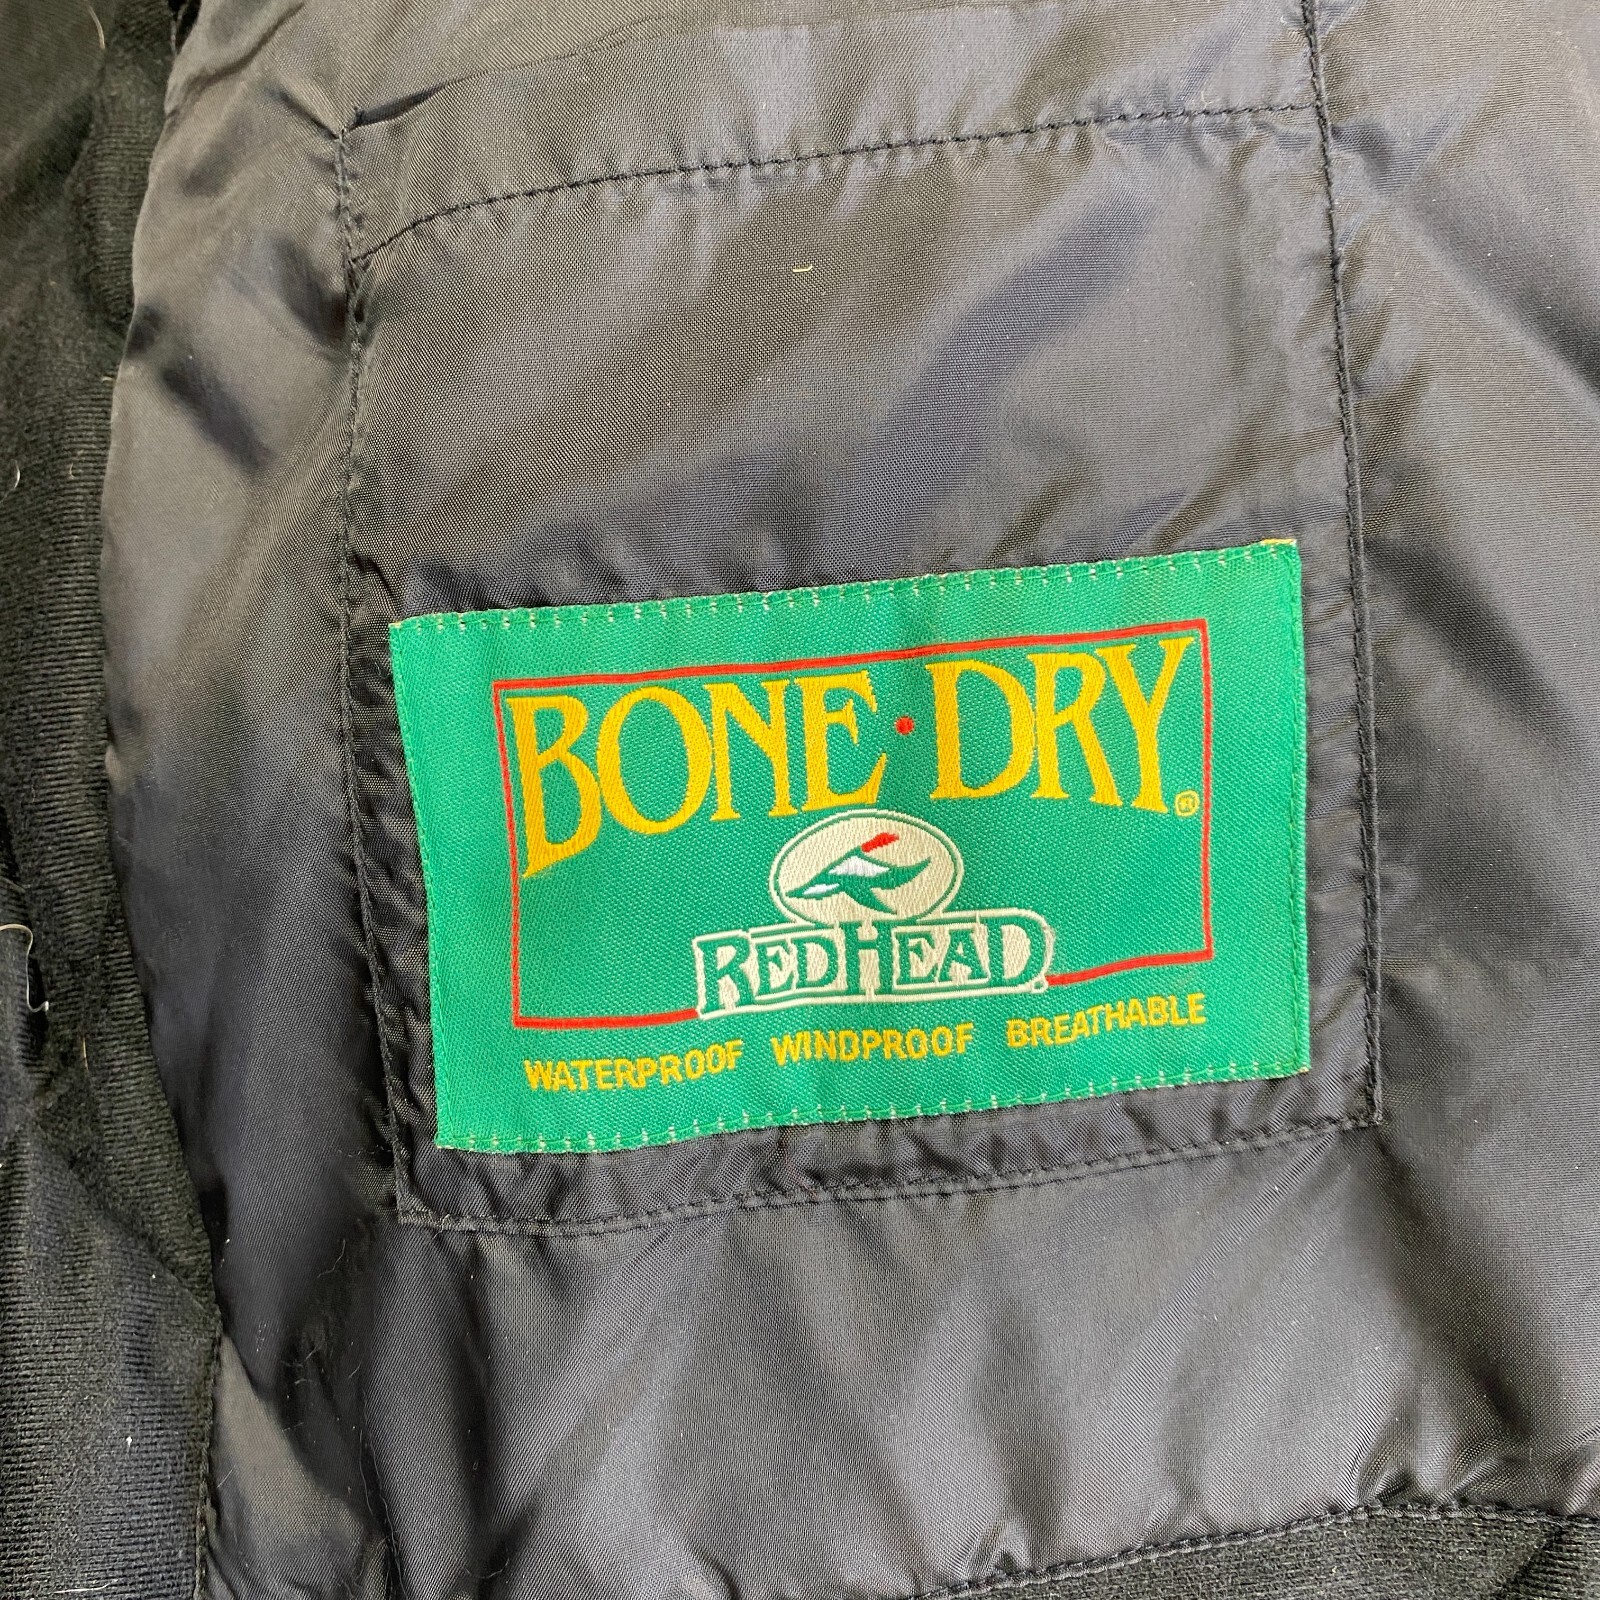 BONE·DRY®
REDHEAD.
WATERPROOF WINDPROOF BREATHABLE